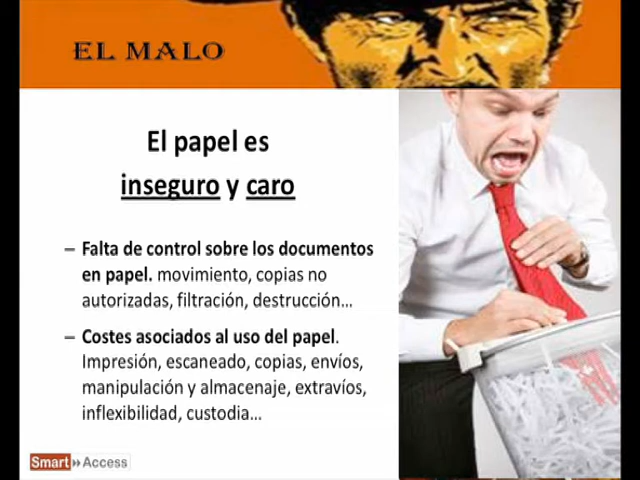 EL MALO
El papel es
inseguro y caro
– Falta de control sobre los documentos
en papel. movimiento, copias no
autorizadas, filtración, destrucción...
– Costes asociados al uso del papel.
Impresión, escaneado, copias, envíos,
manipulación y almacenaje, extravíos,
inflexibilidad, custodia...
Smart Access